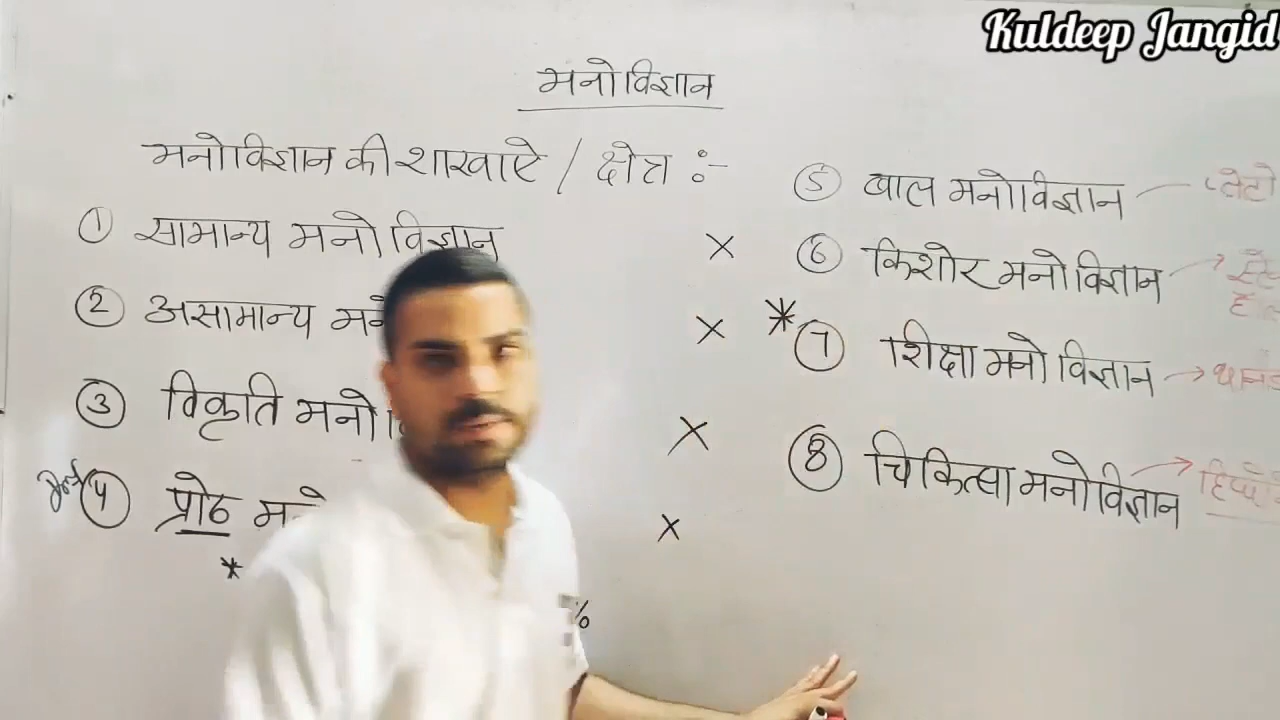 Kuldeep Jangid
मनोविज्ञान
मनोविज्ञान की शाखाऐ / क्षेत्र :-
① सामान्य मनोविज्ञान ×
② असामान्य मनो ×
③ विकृति मनो ×
④ प्रोढ मनो ×
*
%
⑤ बाल मनोविज्ञान — प्लेटो
⑥ किशोर मनोविज्ञान →
* ⑦ शिक्षा मनोविज्ञान →
⑧ चिकित्सा मनोविज्ञान →